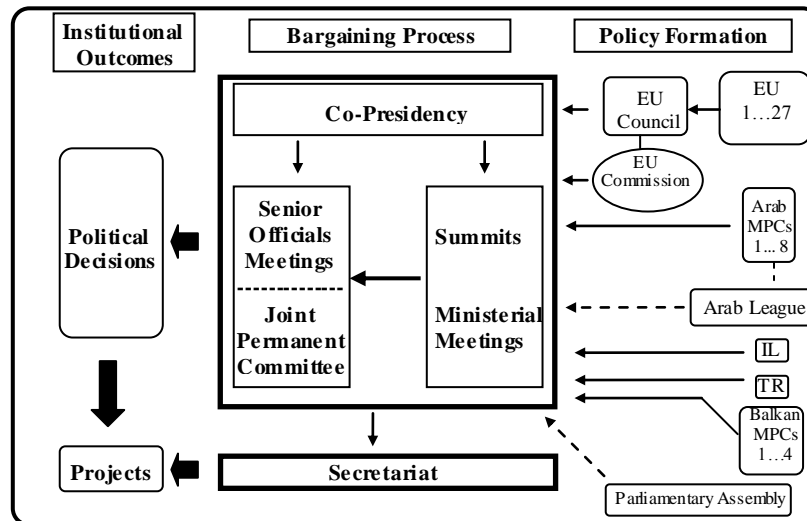 Institutional
Outcomes
Bargaining Process
Policy Formation
Co-Presidency
Senior
Officials
Meetings
Joint
Permanent
Committee
Summits
Ministerial
Meetings
Secretariat
Political
Decisions
Projects
EU
Council
EU
1…27
EU
Commission
Arab
MPCs
1... 8
Arab League
IL
TR
Balkan
MPCs
1…4
Parliamentary Assembly